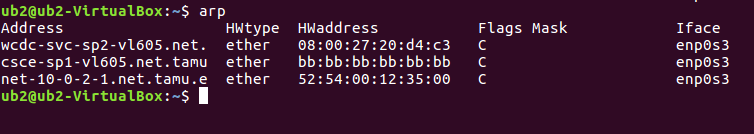 ub2@ub2-VirtualBox:~$ arp
Address HWtype HWaddress Flags Mask Iface
wcdc-svc-sp2-vl605.net. ether 08:00:27:20:d4:c3 C enp0s3
csce-sp1-vl605.net.tamu ether bb:bb:bb:bb:bb:bb C enp0s3
net-10-0-2-1.net.tamu.e ether 52:54:00:12:35:00 C enp0s3
ub2@ub2-VirtualBox:~$